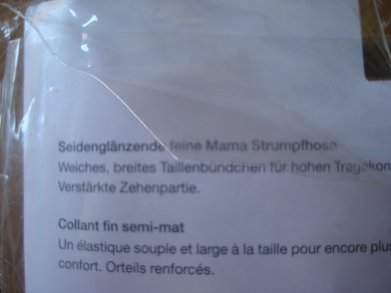 Seidenglänzende feine Mama Strumpfhose
Weiches, breites Taillenbündchen für hohen Tragekom
Verstärkte Zehenpartie.
Collant fin semi-mat
Un élastique souple et large à la taille pour encore plus
confort. Orteils renforcés.